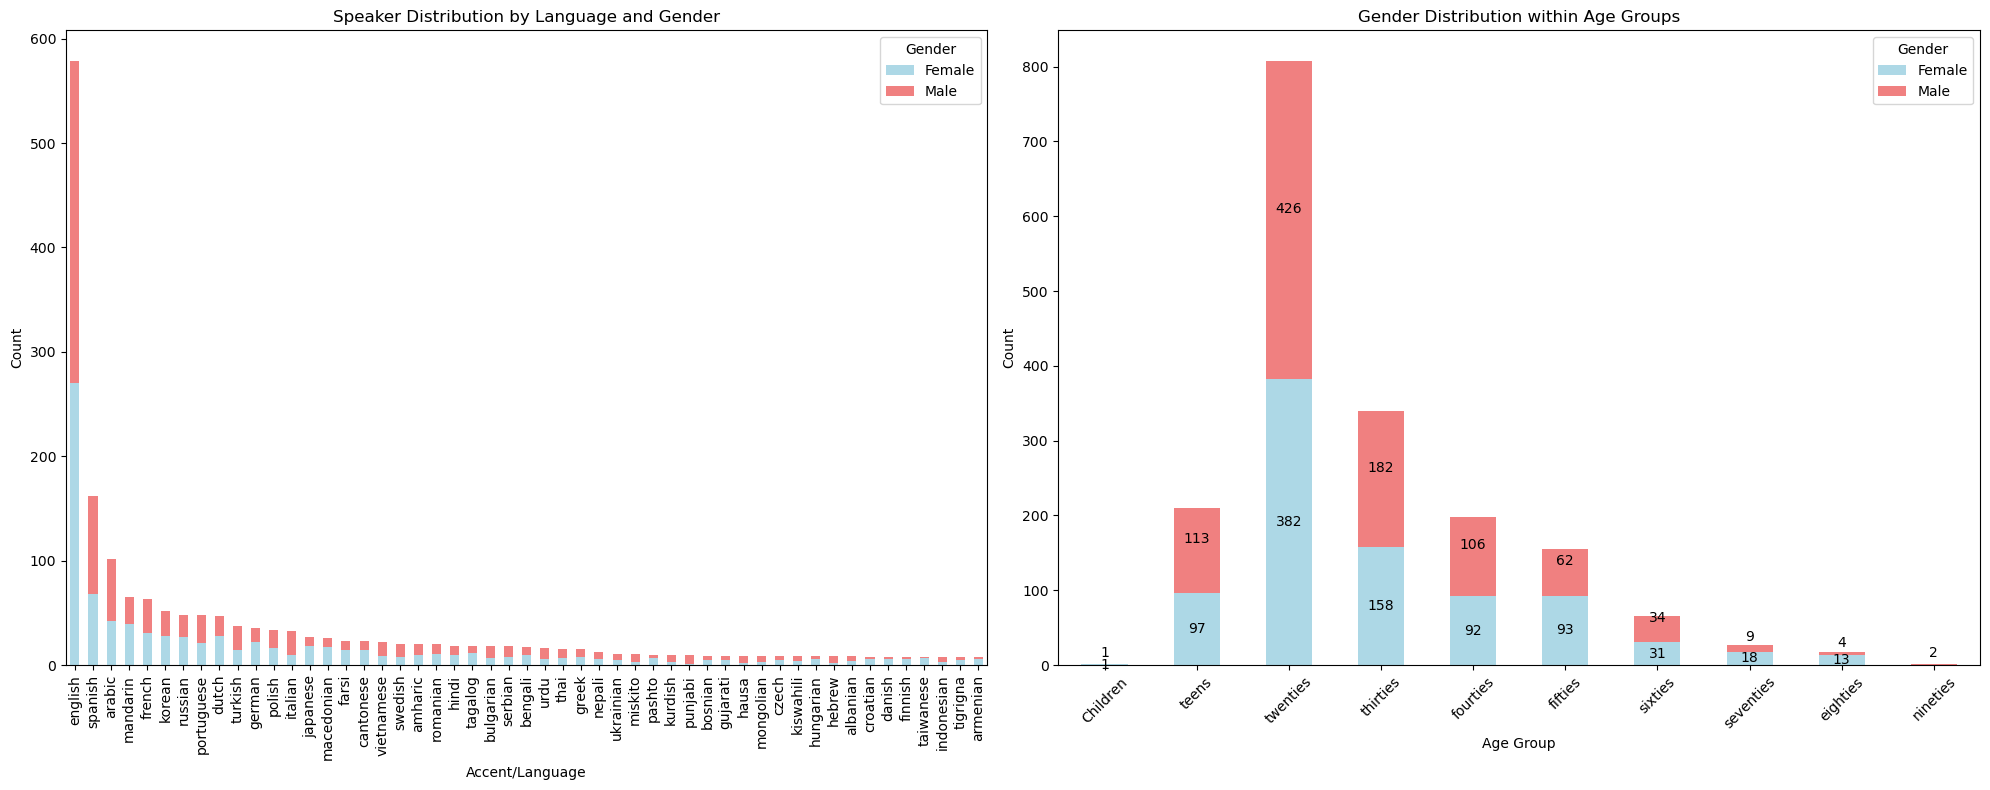 Speaker Distribution by Language and Gender
Gender
Female
Male
600
500
400
300
200
100
0
Count
english
spanish
arabic
mandarin
french
korean
russian
portuguese
dutch
turkish
german
polish
italian
japanese
macedonian
farsi
cantonese
vietnamese
swedish
amharic
romanian
hindi
tagalog
bulgarian
serbian
bengali
urdu
thai
greek
nepali
ukrainian
miskito
pashto
kurdish
punjabi
bosnian
gujarati
hausa
mongolian
czech
kiswahili
hungarian
hebrew
albanian
croatian
danish
finnish
taiwanese
indonesian
tigrigna
armenian
Accent/Language
Gender Distribution within Age Groups
Gender
Female
Male
800
700
600
500
400
300
200
100
0
Count
1
1
113
97
426
382
182
158
106
92
62
93
34
31
9
18
4
13
2
Children
teens
twenties
thirties
fourties
fifties
sixties
seventies
eighties
nineties
Age Group